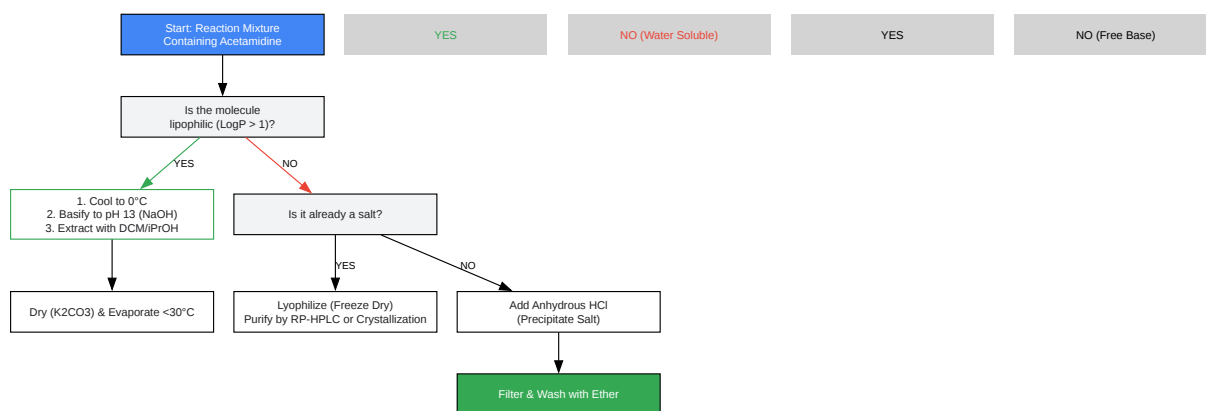 Start: Reaction Mixture
Containing Acetamidine
YES
NO (Water Soluble)
YES
NO (Free Base)
Is the molecule
lipophilic (LogP > 1)?
YES
NO
1. Cool to 0°C
2. Basify to pH 13 (NaOH)
3. Extract with DCM/iPrOH
Is it already a salt?
YES
NO
Dry (K2CO3) & Evaporate <30°C
Lyophilize (Freeze Dry)
Purify by RP-HPLC or Crystallization
Add Anhydrous HCl
(Precipitate Salt)
Filter & Wash with Ether